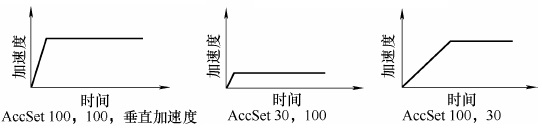 加速度
时间
AccSet 100，100，垂直加速度
加速度
时间
AccSet 30，100
加速度
时间
AccSet 100，30